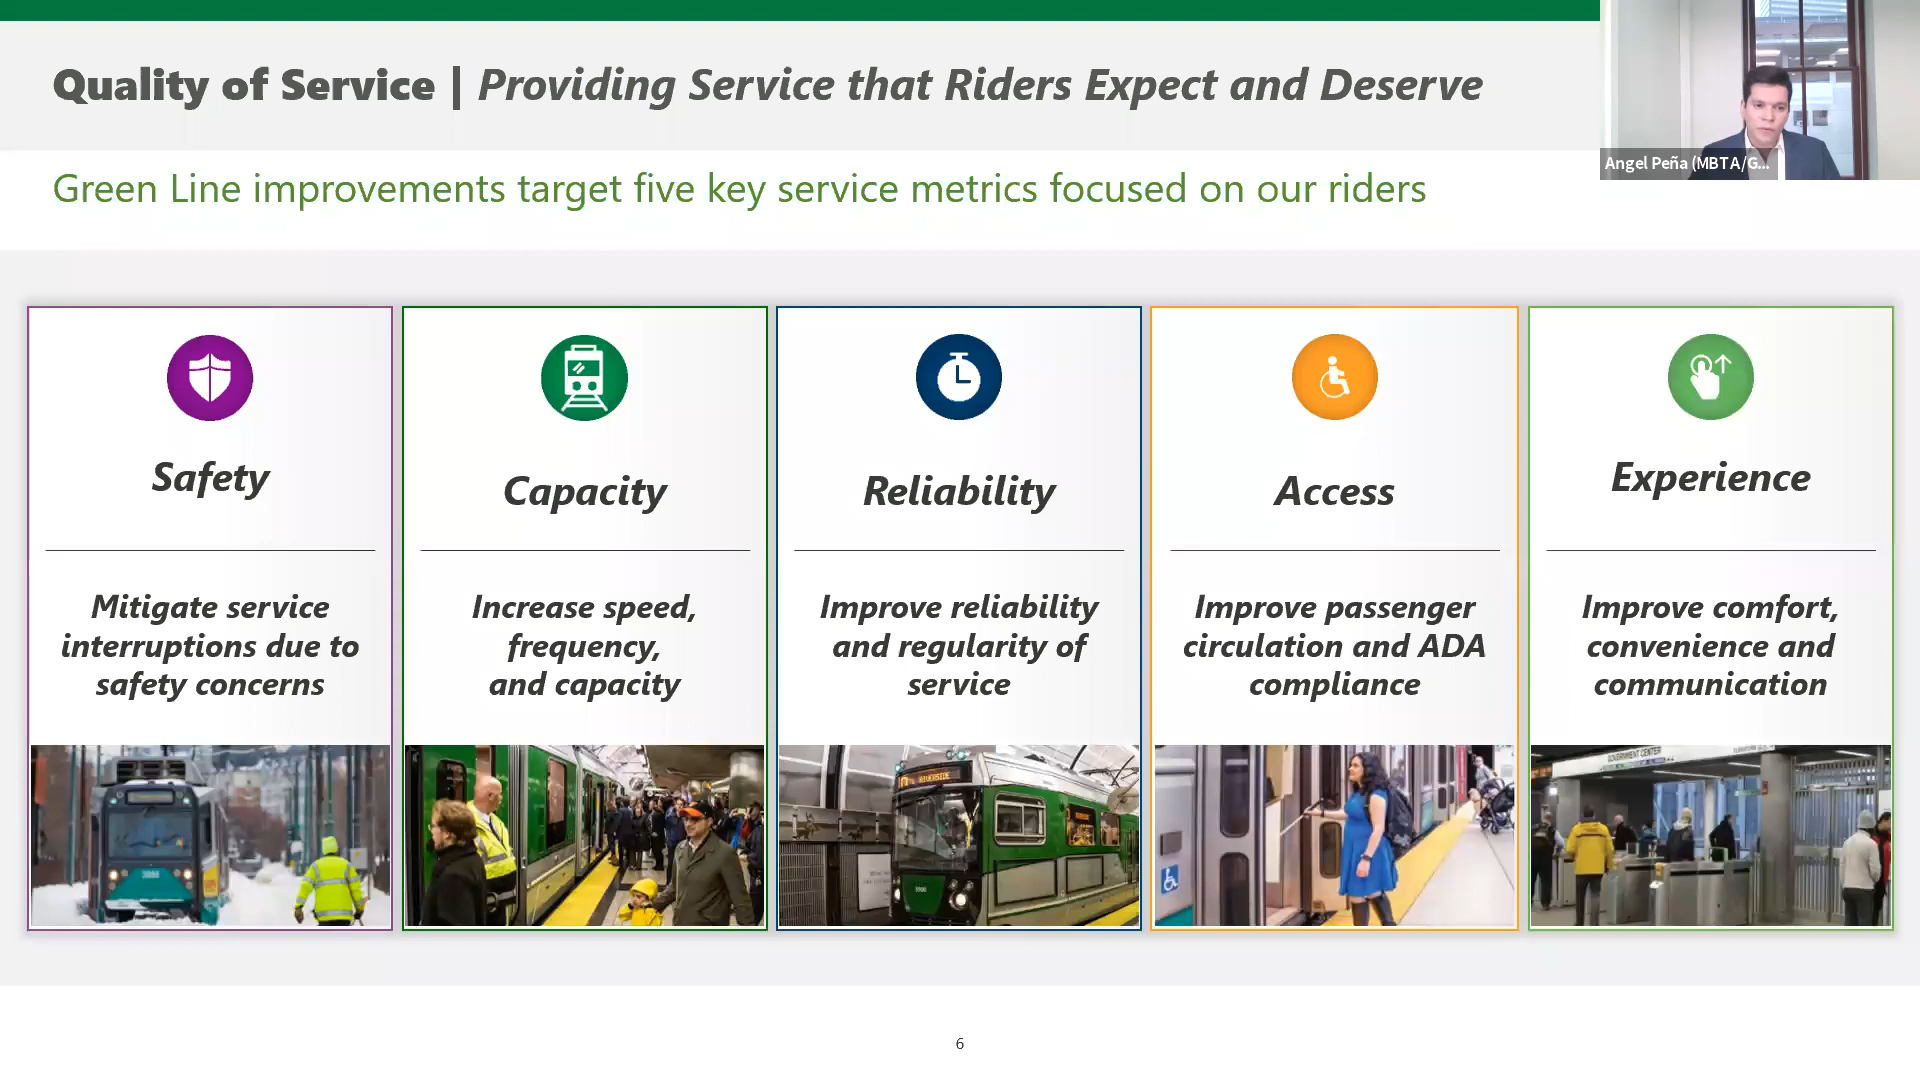 Quality of Service | Providing Service that Riders Expect and Deserve
Angel Peña (MBTA/G...
Green Line improvements target five key service metrics focused on our riders
Safety
Mitigate service
interruptions due to
safety concerns
Capacity
Increase speed,
frequency,
and capacity
Reliability
Improve reliability
and regularity of
service
RIVERSIDE
Access
Improve passenger
circulation and ADA
compliance
Experience
Improve comfort,
convenience and
communication
GOVERNMENT CENTER
6